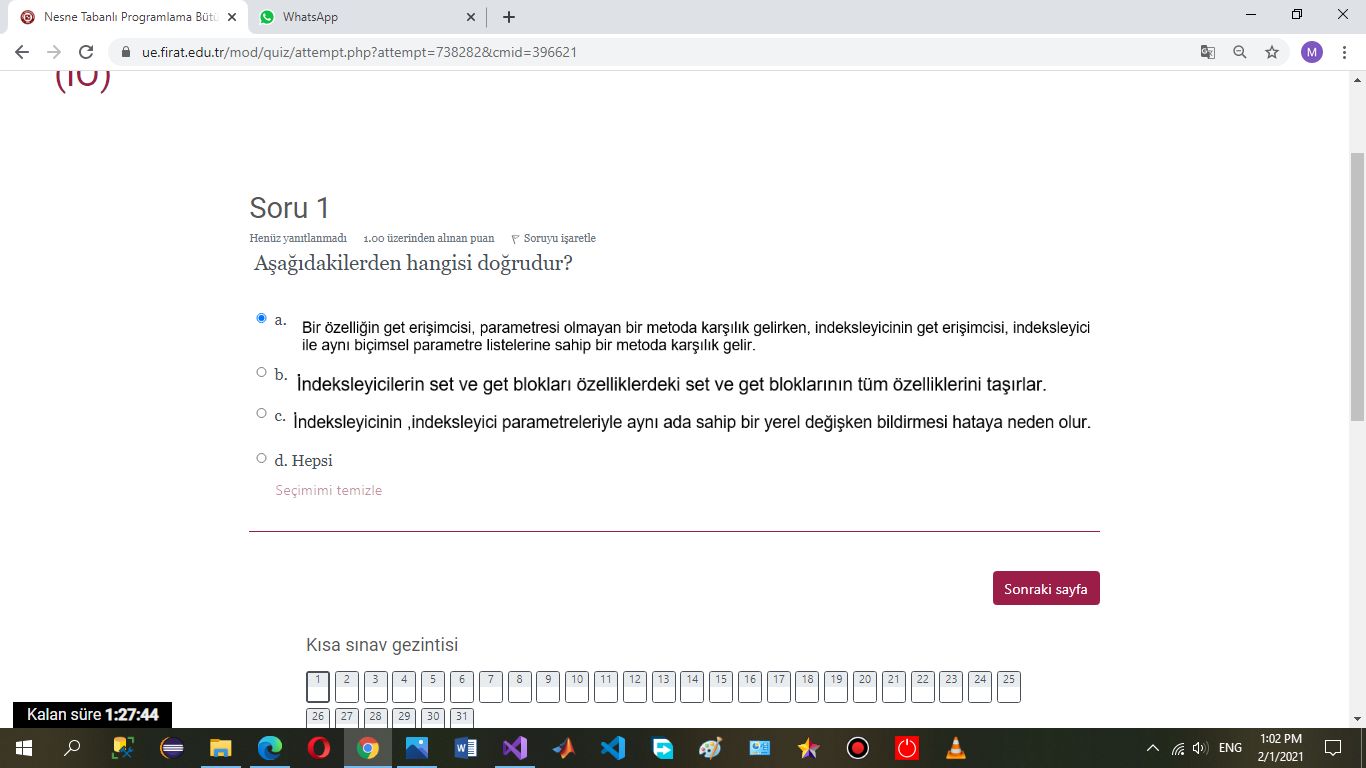 Nesne Tabanlı Programlama Bütü
WhatsApp
ue.firat.edu.tr/mod/quiz/attempt.php?attempt=738282&cmid=396621
M
Soru 1
Henüz yanıtlanmadı 1.00 üzerinden alınan puan Soruyu işaretle
Aşağıdakilerden hangisi doğrudur?
a. Bir özelliğin get erişimcisi, parametresi olmayan bir metoda karşılık gelirken, indeksleyicinin get erişimcisi, indeksleyici
ile aynı biçimsel parametre listelerine sahip bir metoda karşılık gelir.
b. İndeksleyicilerin set ve get blokları özelliklerdeki set ve get bloklarının tüm özelliklerini taşırlar.
c. İndeksleyicinin ,indeksleyici parametreleriyle aynı ada sahip bir yerel değişken bildirmesi hataya neden olur.
d. Hepsi
Seçimimi temizle
Sonraki sayfa
Kısa sınav gezintisi
1 2 3 4 5 6 7 8 9 10 11 12 13 14 15 16 17 18 19 20 21 22 23 24 25
26 27 28 29 30 31
Kalan süre 1:27:44
ENG
1:02 PM
2/1/2021